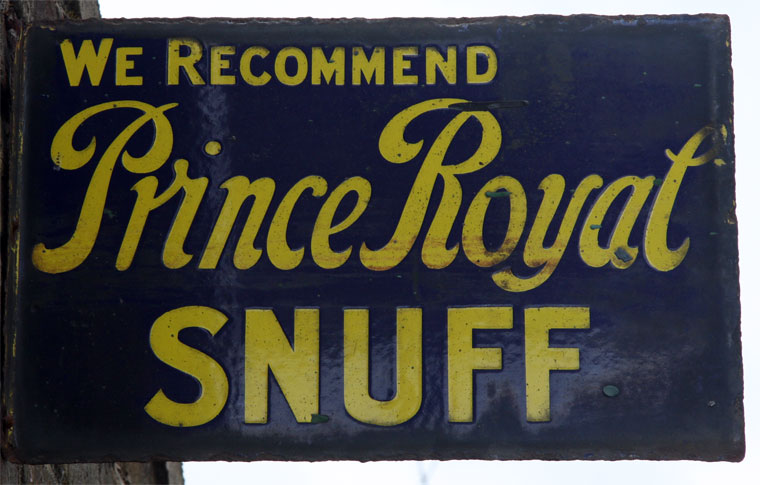 WE RECOMMEND
Prince Royal
SNUFF